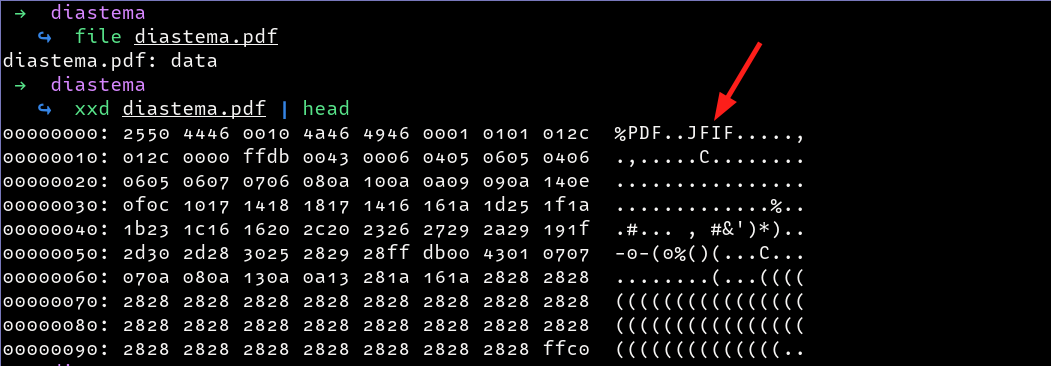 → diastema
↪ file diastema.pdf
diastema.pdf: data
→ diastema
↪ xxd diastema.pdf | head
00000000: 2550 4446 0010 4a46 4946 0001 0101 012c  %PDF..JFIF.....,
00000010: 012c 0000 ffdb 0043 0006 0405 0605 0406  .,.....C........
00000020: 0605 0607 0706 080a 100a 0a09 090a 140e  ................
00000030: 0f0c 1017 1418 1817 1416 161a 1d25 1f1a  .............%..
00000040: 1b23 1c16 1620 2c20 2326 2729 2a29 191f  .#... , #&')*)..
00000050: 2d30 2d28 3025 2829 28ff db00 4301 0707  -0-(0%()(...C...
00000060: 070a 080a 130a 0a13 281a 161a 2828 2828  ........(...((((
00000070: 2828 2828 2828 2828 2828 2828 2828 2828  ((((((((((((((((
00000080: 2828 2828 2828 2828 2828 2828 2828 2828  ((((((((((((((((
00000090: 2828 2828 2828 2828 2828 2828 2828 ffc0  ((((((((((((((..